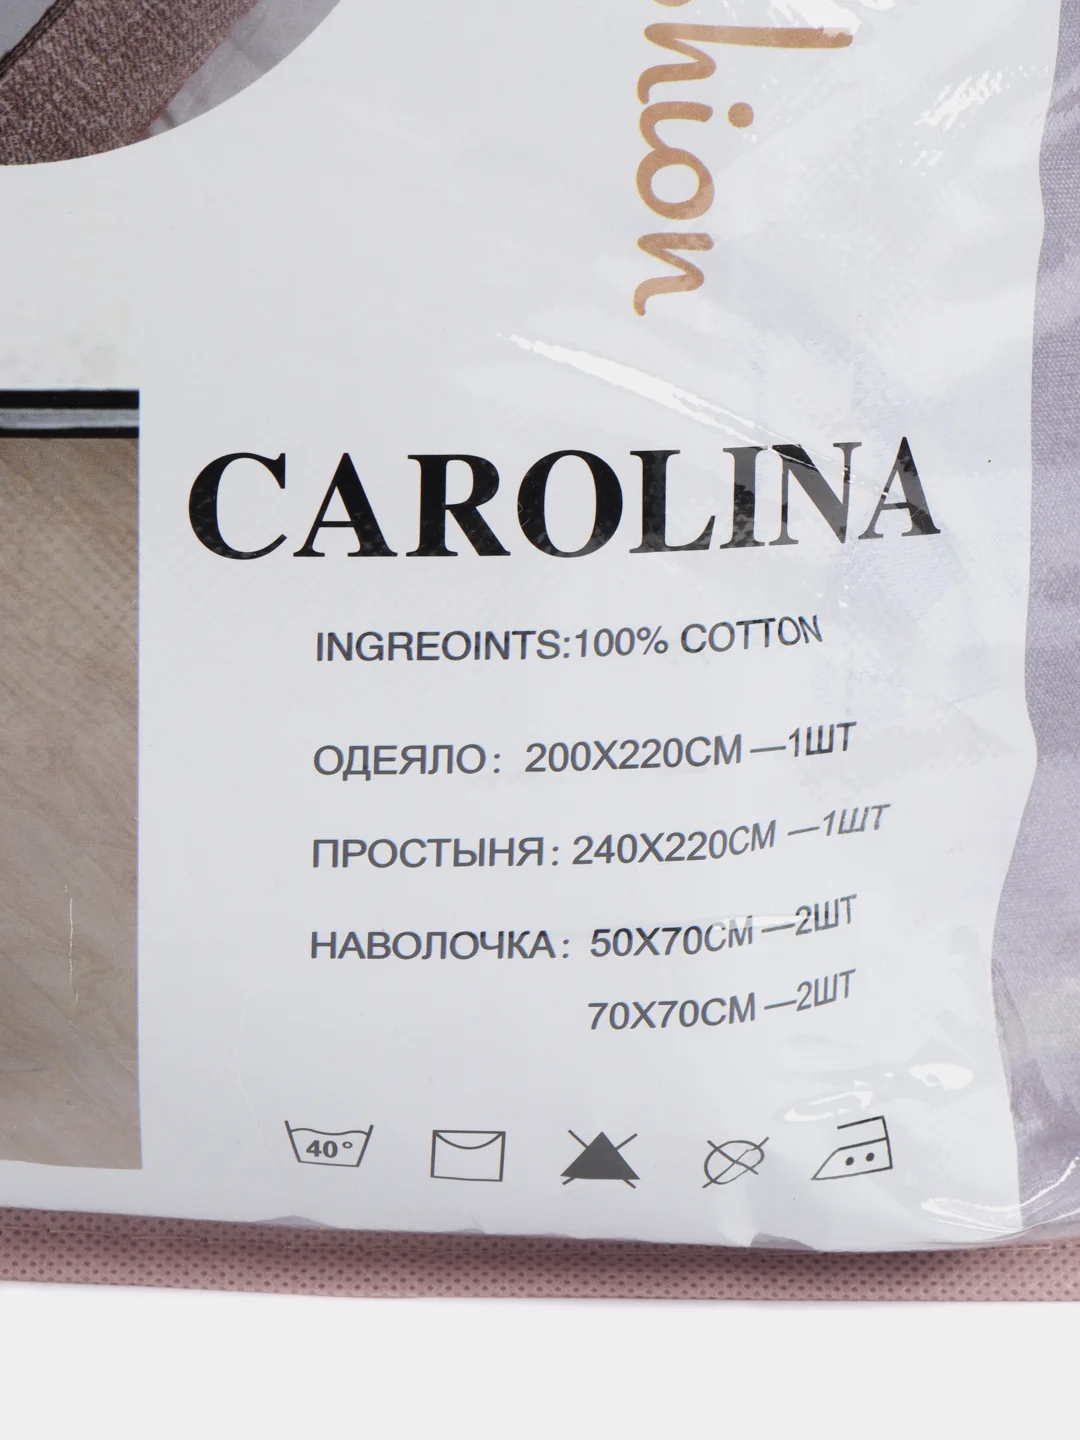 CAROLINA
INGREOINTS:100% COTTON
ОДЕЯЛО: 200X220CM—1ШТ
ПРОСТЫНЯ: 240X220CM—1ШТ
НАВОЛОЧКА: 50X70CM—2ШТ
70X70CM—2ШТ
40°